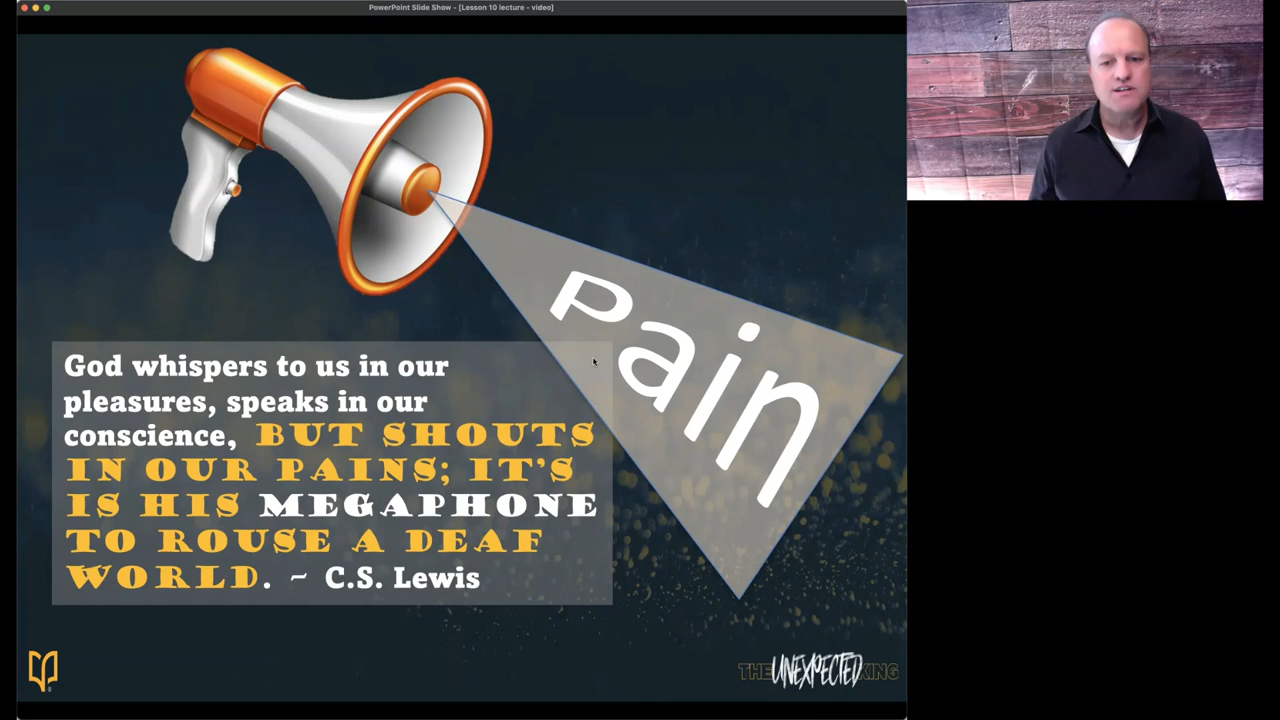 PowerPoint Slide Show - [Lesson 10 lecture - video]
Pain
God whispers to us in our
pleasures, speaks in our
conscience, BUT SHOUTS
IN OUR PAINS; IT'S
IS HIS MEGAPHONE
TO ROUSE A DEAF
WORLD. ~ C.S. Lewis
THE UNEXPECTED KING